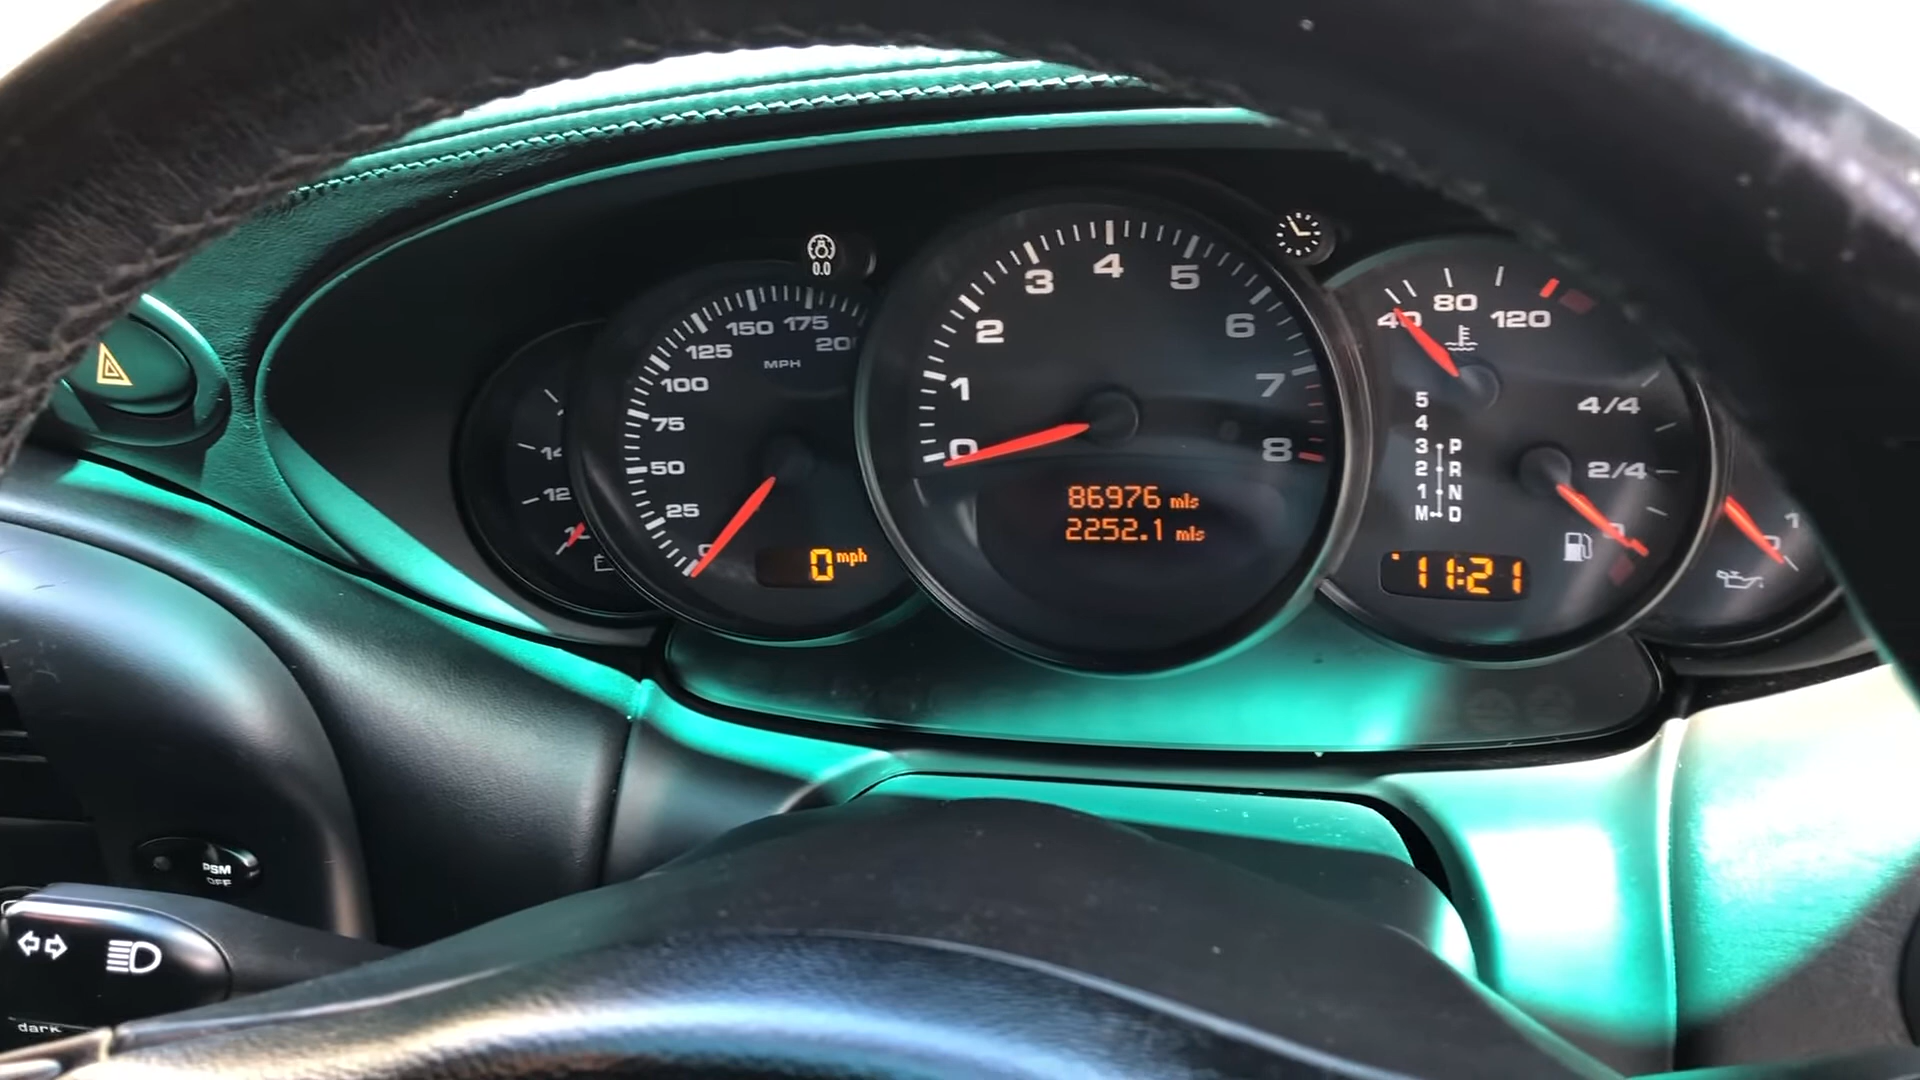 0.0
14
12
25
50
75
100
125
150
175
MPH
0 mph
0
1
2
3
4
5
6
7
8
86976 mls
2252.1 mls
40
80
120
5
4
3 P
2 R
1 N
M D
4/4
2/4
11:21
PSM
OFF
dark